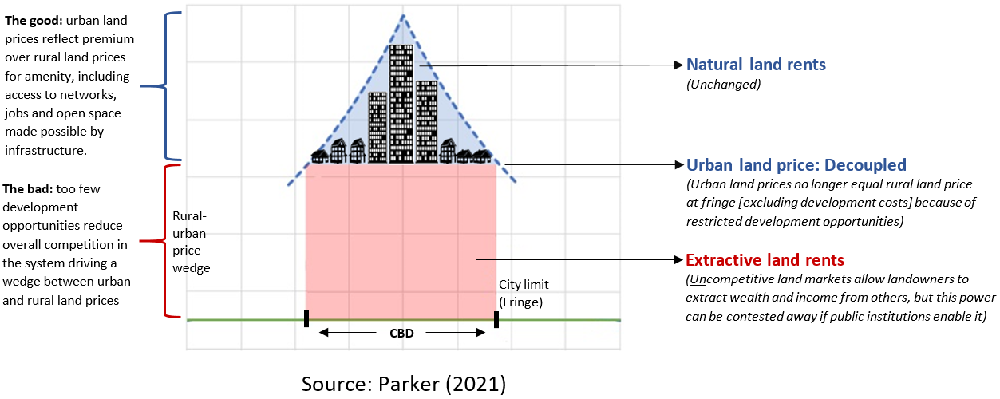 The good: urban land
prices reflect premium
over rural land prices
for amenity, including
access to networks,
jobs and open space
made possible by
infrastructure.
The bad: too few
development
opportunities reduce
overall competition in
the system driving a
wedge between urban
and rural land prices
Rural-
urban
price
wedge
City limit
(Fringe)
CBD
Natural land rents
(Unchanged)
Urban land price: Decoupled
(Urban land prices no longer equal rural land price
at fringe [excluding development costs] because of
restricted development opportunities)
Extractive land rents
(Uncompetitive land markets allow landowners to
extract wealth and income from others, but this power
can be contested away if public institutions enable it)
Source: Parker (2021)